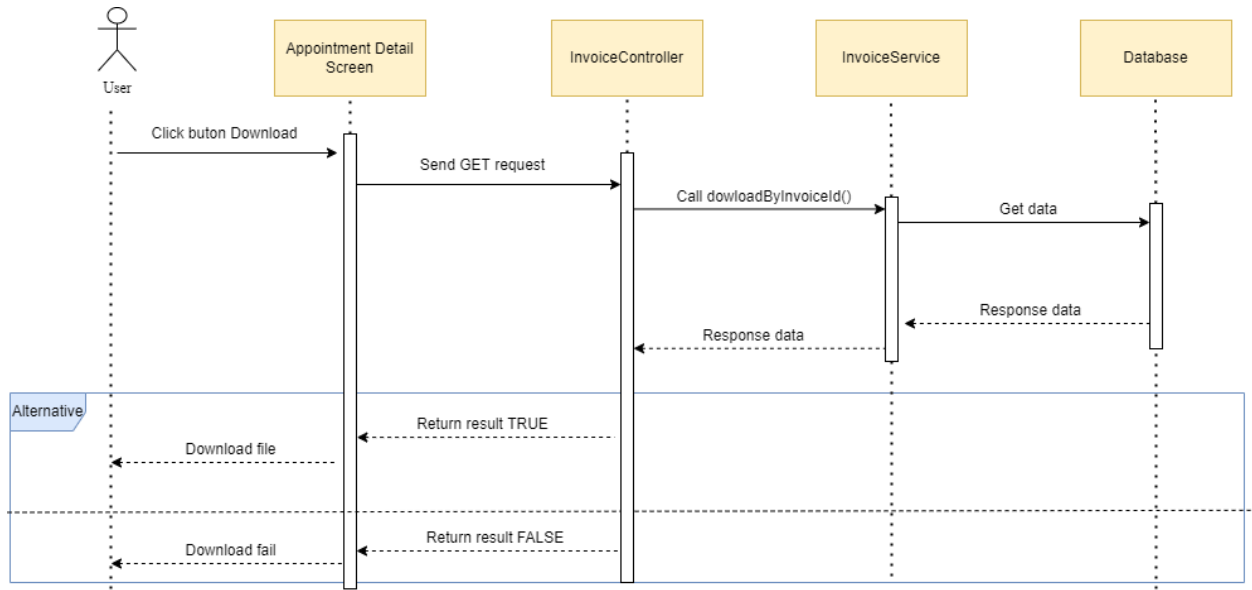 User
Appointment Detail
Screen
InvoiceController
InvoiceService
Database
Click buton Download
Send GET request
Call dowloadByInvoiceId()
Get data
Response data
Response data
Alternative
Return result TRUE
Download file
Return result FALSE
Download fail